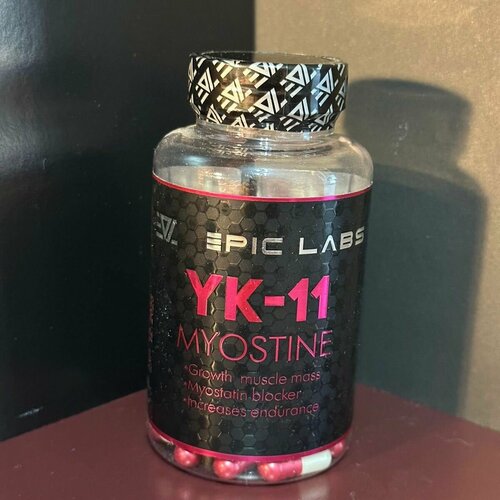 EPIC LABS
YK-11
MYOSTINE
•Growth muscle mass
•Myostatin blocker
•Increases endurance